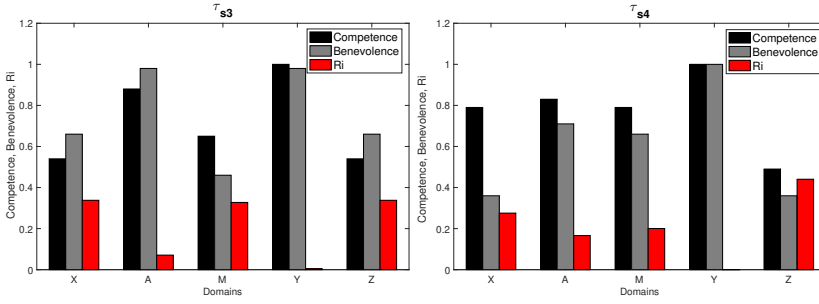 τs3
Competence, Benevolence, Ri
1.2
1
0.8
0.6
0.4
0.2
0
X A M Y Z
Domains
Competence
Benevolence
Ri
τs4
Competence, Benevolence, Ri
1.2
1
0.8
0.6
0.4
0.2
0
X A M Y Z
Domains
Competence
Benevolence
Ri